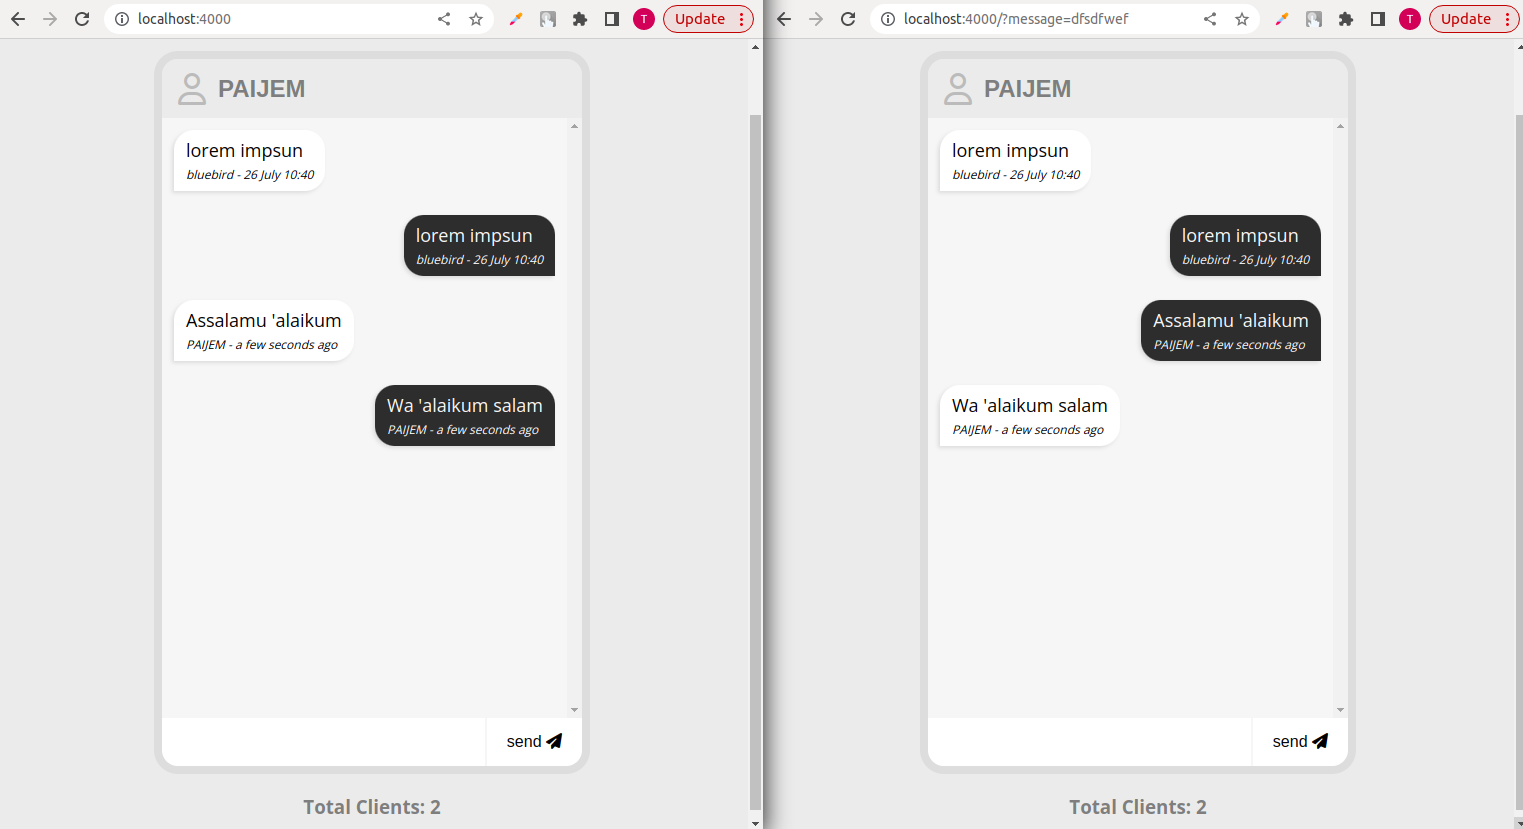 localhost:4000
T
Update
PAIJEM
lorem impsun
bluebird - 26 July 10:40
lorem impsun
bluebird - 26 July 10:40
Assalamu 'alaikum
PAIJEM - a few seconds ago
Wa 'alaikum salam
PAIJEM - a few seconds ago
send
Total Clients: 2
localhost:4000/?message=dfsdfwef
T
Update
PAIJEM
lorem impsun
bluebird - 26 July 10:40
lorem impsun
bluebird - 26 July 10:40
Assalamu 'alaikum
PAIJEM - a few seconds ago
Wa 'alaikum salam
PAIJEM - a few seconds ago
send
Total Clients: 2